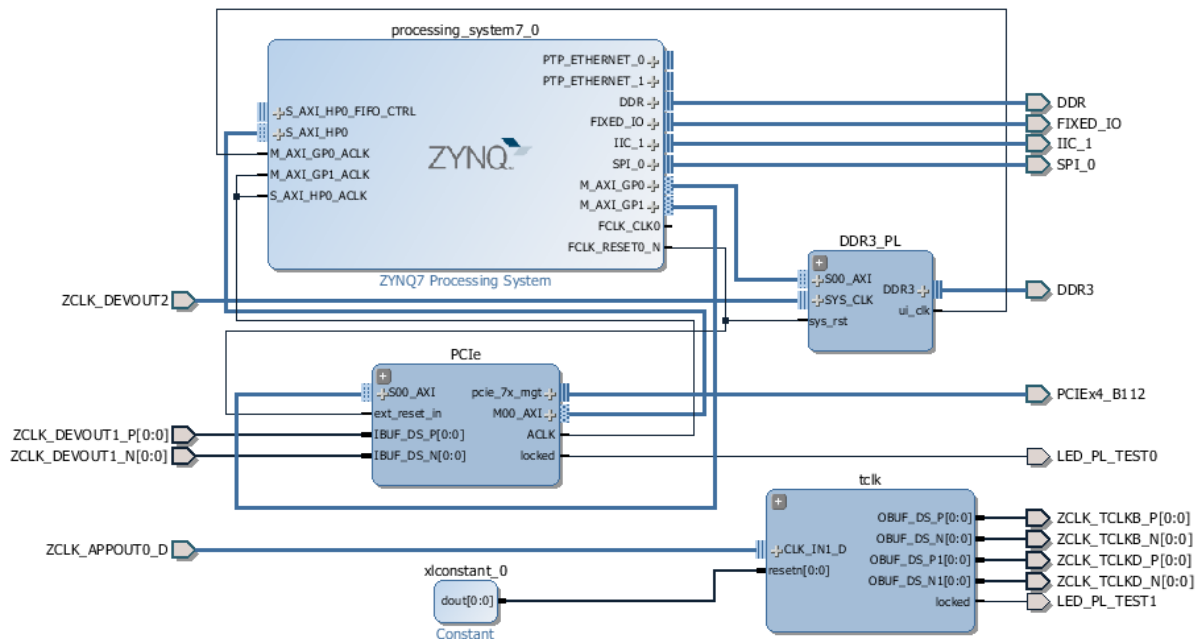 processing_system7_0
PTP_ETHERNET_0
PTP_ETHERNET_1
S_AXI_HP0_FIFO_CTRL
DDR
DDR
S_AXI_HP0
FIXED_IO
FIXED_IO
M_AXI_GP0_ACLK
ZYNQ
IIC_1
IIC_1
M_AXI_GP1_ACLK
SPI_0
SPI_0
S_AXI_HP0_ACLK
M_AXI_GP0
M_AXI_GP1
FCLK_CLK0
FCLK_RESET0_N
ZYNQ7 Processing System
DDR3_PL
S00_AXI
DDR3
DDR3
ZCLK_DEVOUT2
SYS_CLK
ui_clk
sys_rst
PCIe
S00_AXI
pcie_7x_mgt
PCIEx4_B112
ext_reset_in
M00_AXI
ZCLK_DEVOUT1_P[0:0]
IBUF_DS_P[0:0]
ACLK
ZCLK_DEVOUT1_N[0:0]
IBUF_DS_N[0:0]
locked
LED_PL_TEST0
tclk
OBUF_DS_P[0:0]
ZCLK_TCLKB_P[0:0]
OBUF_DS_N[0:0]
ZCLK_TCLKB_N[0:0]
ZCLK_APPOUT0_D
CLK_IN1_D
OBUF_DS_P1[0:0]
ZCLK_TCLKD_P[0:0]
resetn[0:0]
OBUF_DS_N1[0:0]
ZCLK_TCLKD_N[0:0]
locked
LED_PL_TEST1
xlconstant_0
dout[0:0]
Constant